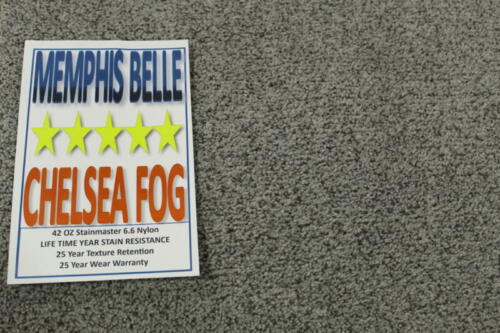 MEMPHIS BELLE
CHELSEA FOG
42 OZ Stainmaster 6.6 Nylon
LIFE TIME YEAR STAIN RESISTANCE
25 Year Texture Retention
25 Year Wear Warranty